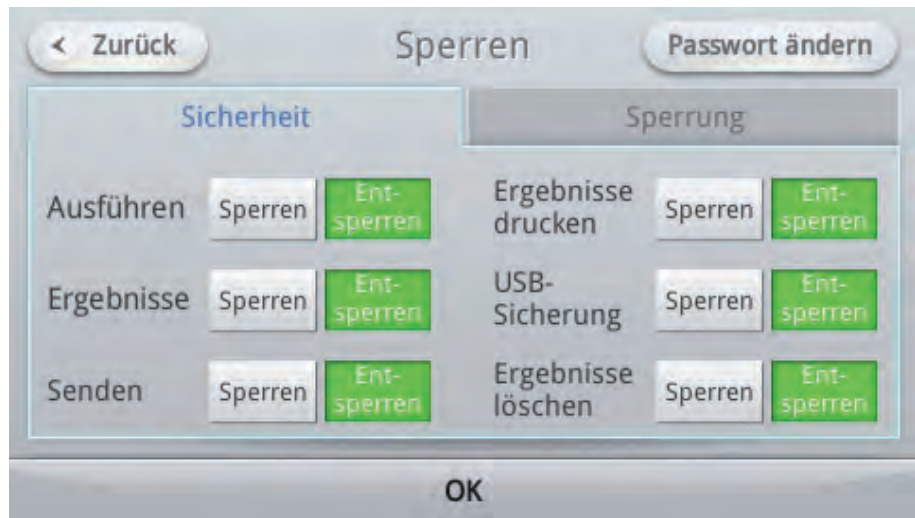 Zurück
Sperren
Passwort ändern
Sicherheit
Sperrung
Ausführen
Sperren
Ent-
sperren
Ergebnisse
drucken
Sperren
Ent-
sperren
Ergebnisse
Sperren
Ent-
sperren
USB-
Sicherung
Sperren
Ent-
sperren
Senden
Sperren
Ent-
sperren
Ergebnisse
löschen
Sperren
Ent-
sperren
OK